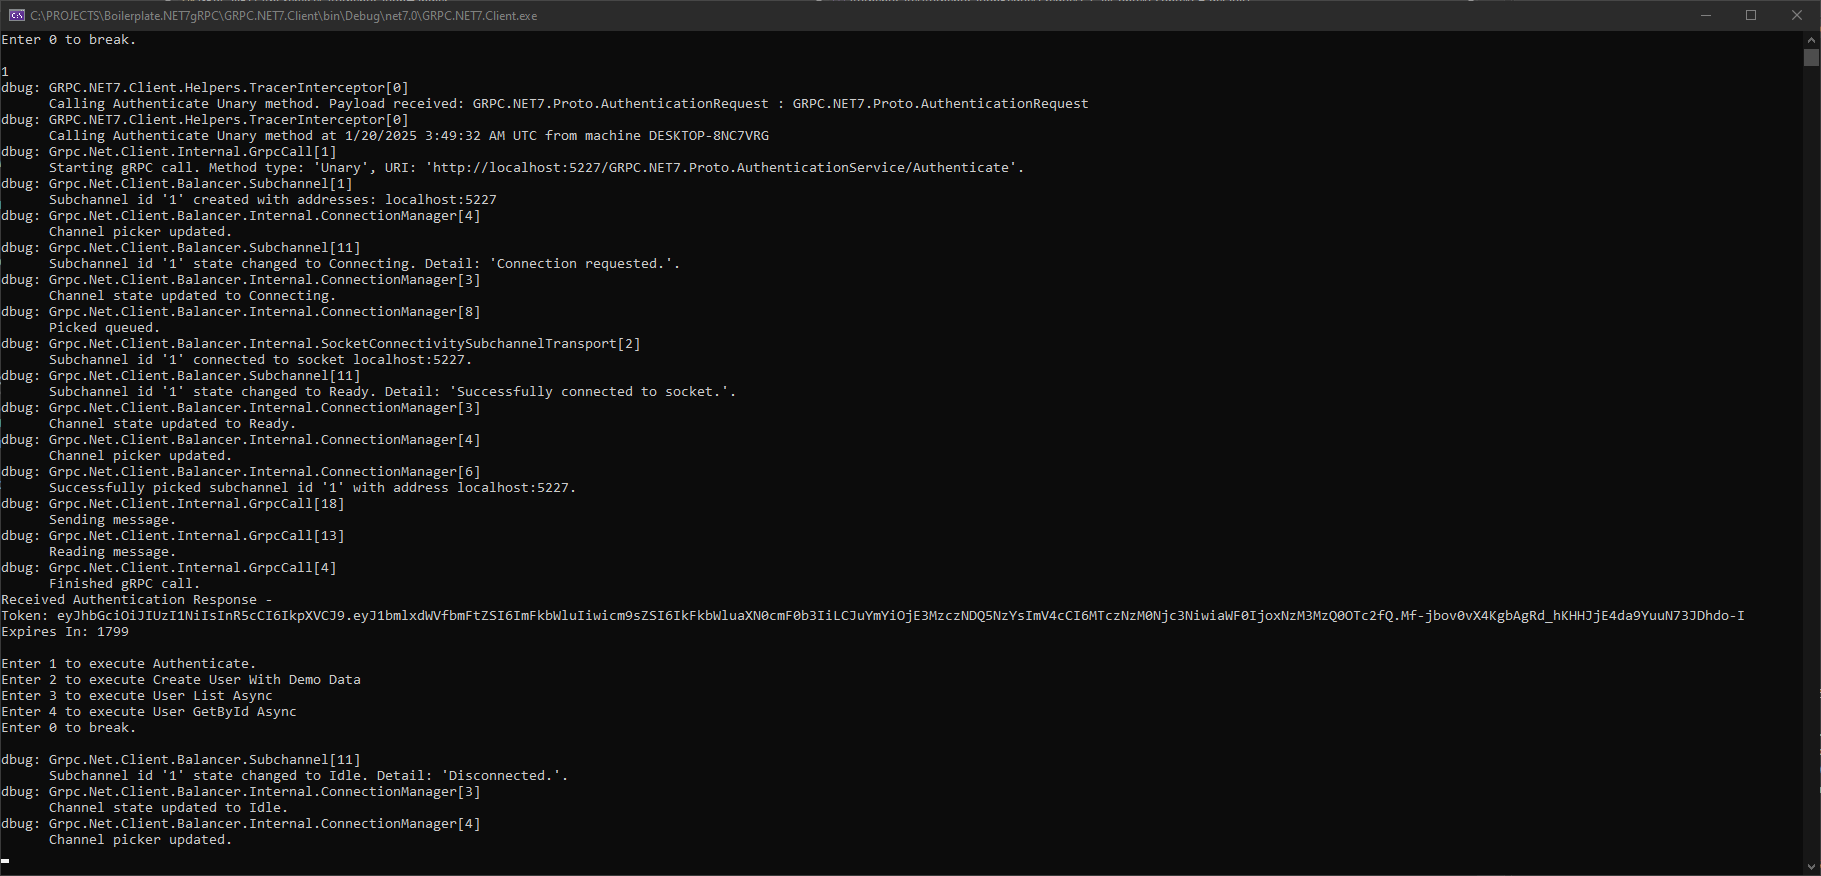 C:\PROJECTS\Boilerplate.NET7gRPC\GRPC.NET7.Client\bin\Debug\net7.0\GRPC.NET7.Client.exe
Enter 0 to break.
1
dbug: GRPC.NET7.Client.Helpers.TracerInterceptor[0]
Calling Authenticate Unary method. Payload received: GRPC.NET7.Proto.AuthenticationRequest : GRPC.NET7.Proto.AuthenticationRequest
dbug: GRPC.NET7.Client.Helpers.TracerInterceptor[0]
Calling Authenticate Unary method at 1/20/2025 3:49:32 AM UTC from machine DESKTOP-8NC7VRG
dbug: Grpc.Net.Client.Internal.GrpcCall[1]
Starting gRPC call. Method type: 'Unary', URI: 'http://localhost:5227/GRPC.NET7.Proto.AuthenticationService/Authenticate'.
dbug: Grpc.Net.Client.Balancer.Subchannel[1]
Subchannel id '1' created with addresses: localhost:5227
dbug: Grpc.Net.Client.Balancer.Internal.ConnectionManager[4]
Channel picker updated.
dbug: Grpc.Net.Client.Balancer.Subchannel[11]
Subchannel id '1' state changed to Connecting. Detail: 'Connection requested.'.
dbug: Grpc.Net.Client.Balancer.Internal.ConnectionManager[3]
Channel state updated to Connecting.
dbug: Grpc.Net.Client.Balancer.Internal.ConnectionManager[8]
Picked queued.
dbug: Grpc.Net.Client.Balancer.Internal.SocketConnectivitySubchannelTransport[2]
Subchannel id '1' connected to socket localhost:5227.
dbug: Grpc.Net.Client.Balancer.Subchannel[11]
Subchannel id '1' state changed to Ready. Detail: 'Successfully connected to socket.'.
dbug: Grpc.Net.Client.Balancer.Internal.ConnectionManager[3]
Channel state updated to Ready.
dbug: Grpc.Net.Client.Balancer.Internal.ConnectionManager[4]
Channel picker updated.
dbug: Grpc.Net.Client.Balancer.Internal.ConnectionManager[6]
Successfully picked subchannel id '1' with address localhost:5227.
dbug: Grpc.Net.Client.Internal.GrpcCall[18]
Sending message.
dbug: Grpc.Net.Client.Internal.GrpcCall[13]
Reading message.
dbug: Grpc.Net.Client.Internal.GrpcCall[4]
Finished gRPC call.
Received Authentication Response -
Token: eyJhbGciOiJIUzI1NiIsInR5cCI6IkpXVCJ9.eyJ1bmlxdWVfbmFtZSI6ImFkbWluIiwicm9sZSI6IkFkbWluaXN0cmF0b3IiLCJuYmYiOjE3MzczNDQ5NzYsImV4cCI6MTczNzM0Njc3NiwiaWF0IjoxNzM3MzQ0OTc2fQ.Mf-jbov0vX4KgbAgRd_hKHHJjE4da9YuuN73JDhdo-I
Expires In: 1799
Enter 1 to execute Authenticate.
Enter 2 to execute Create User With Demo Data
Enter 3 to execute User List Async
Enter 4 to execute User GetById Async
Enter 0 to break.
dbug: Grpc.Net.Client.Balancer.Subchannel[11]
Subchannel id '1' state changed to Idle. Detail: 'Disconnected.'.
dbug: Grpc.Net.Client.Balancer.Internal.ConnectionManager[3]
Channel state updated to Idle.
dbug: Grpc.Net.Client.Balancer.Internal.ConnectionManager[4]
Channel picker updated.